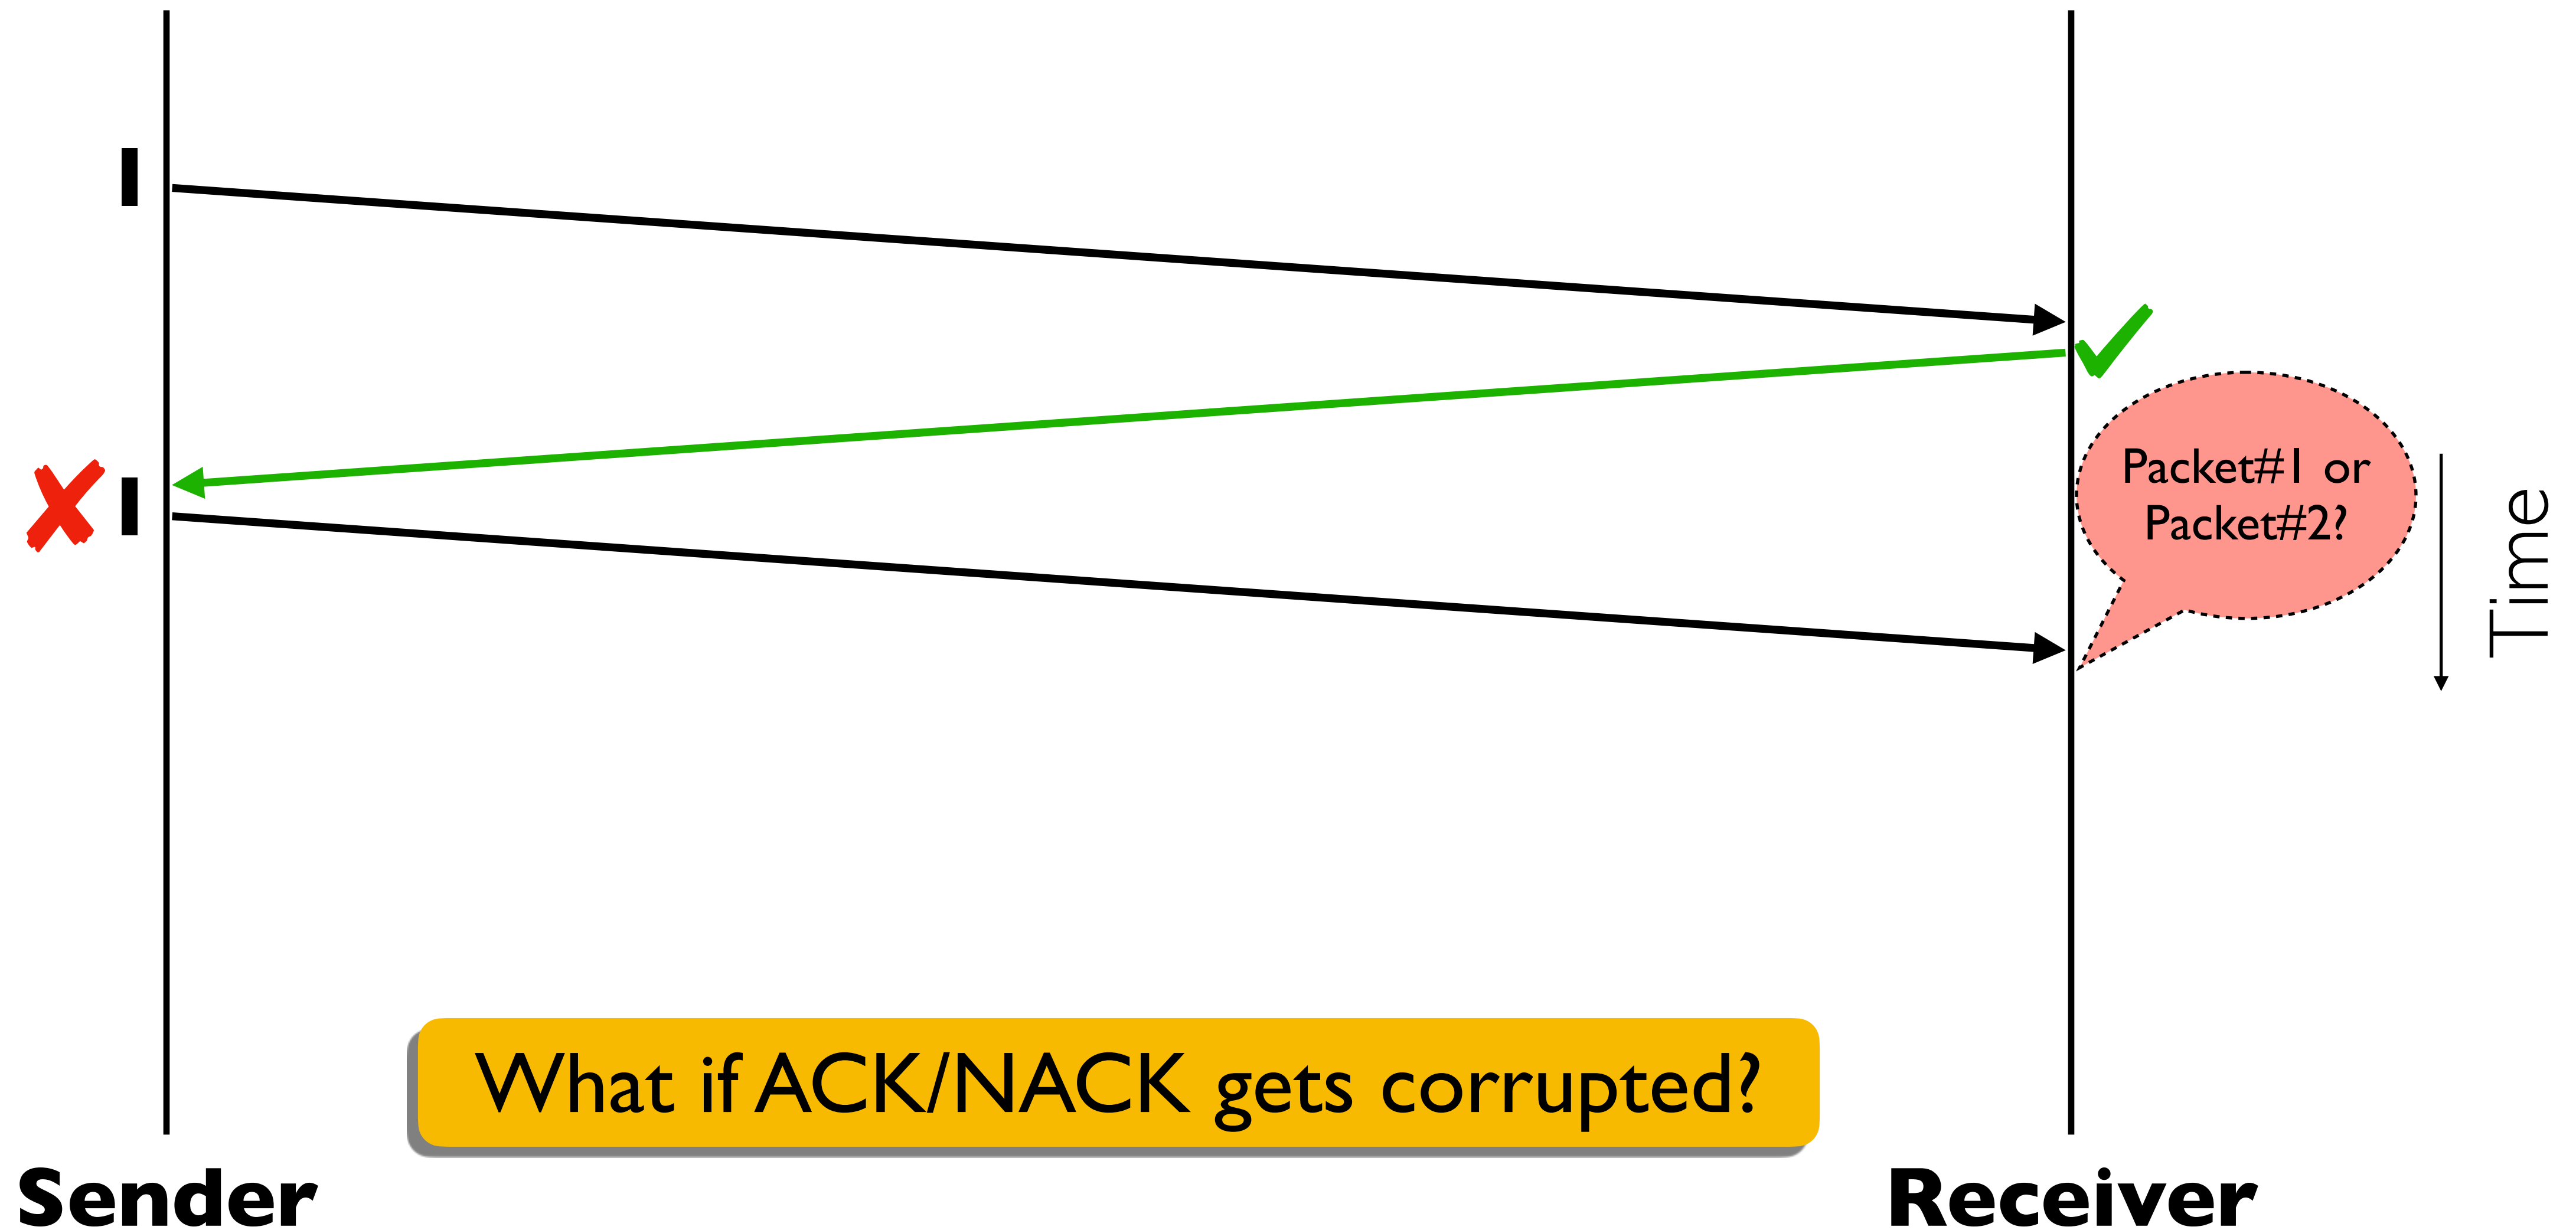 1
1
Packet#1 or
Packet#2?
Time
What if ACK/NACK gets corrupted?
Sender
Receiver